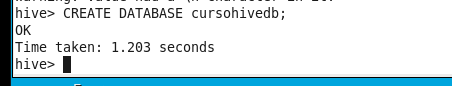 hive> CREATE DATABASE cursohivedb;
OK
Time taken: 1.203 seconds
hive>